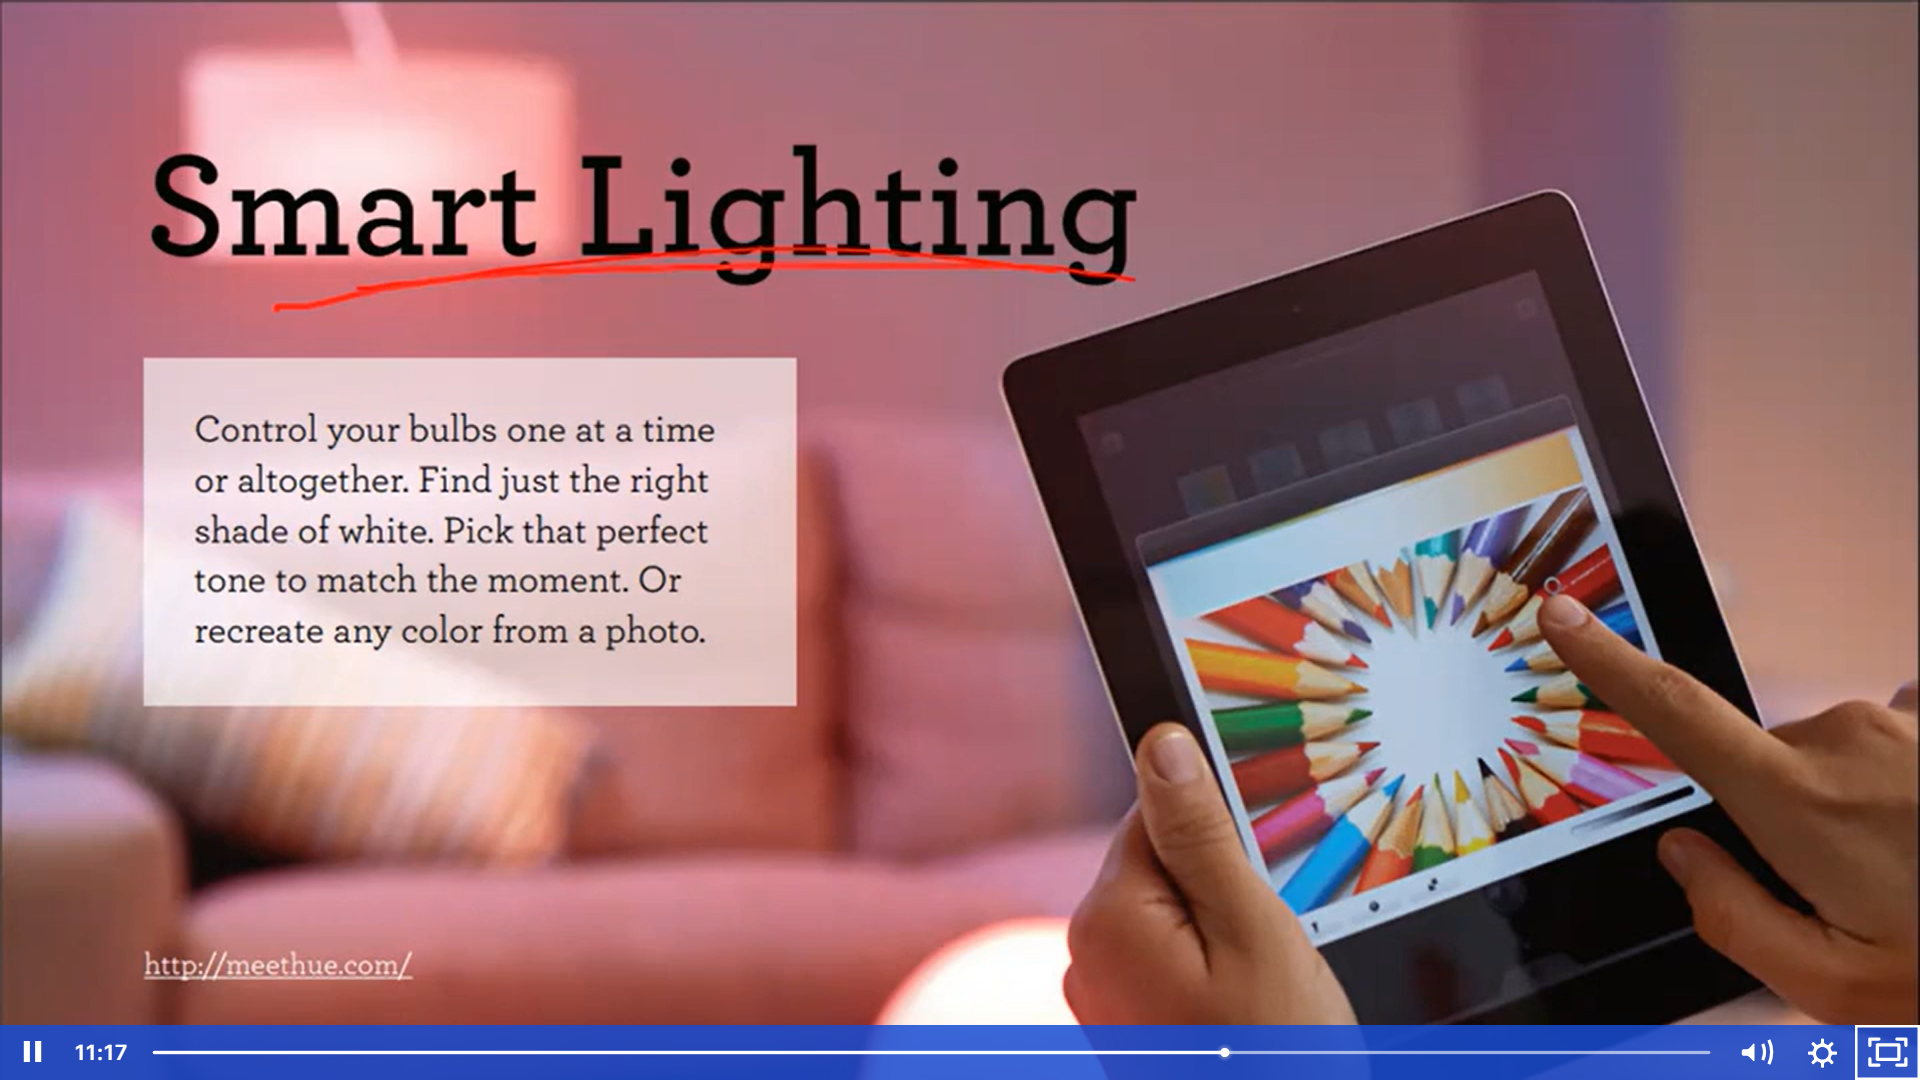 Smart Lighting
Control your bulbs one at a time
or altogether. Find just the right
shade of white. Pick that perfect
tone to match the moment. Or
recreate any color from a photo.
http://meethue.com/
11:17